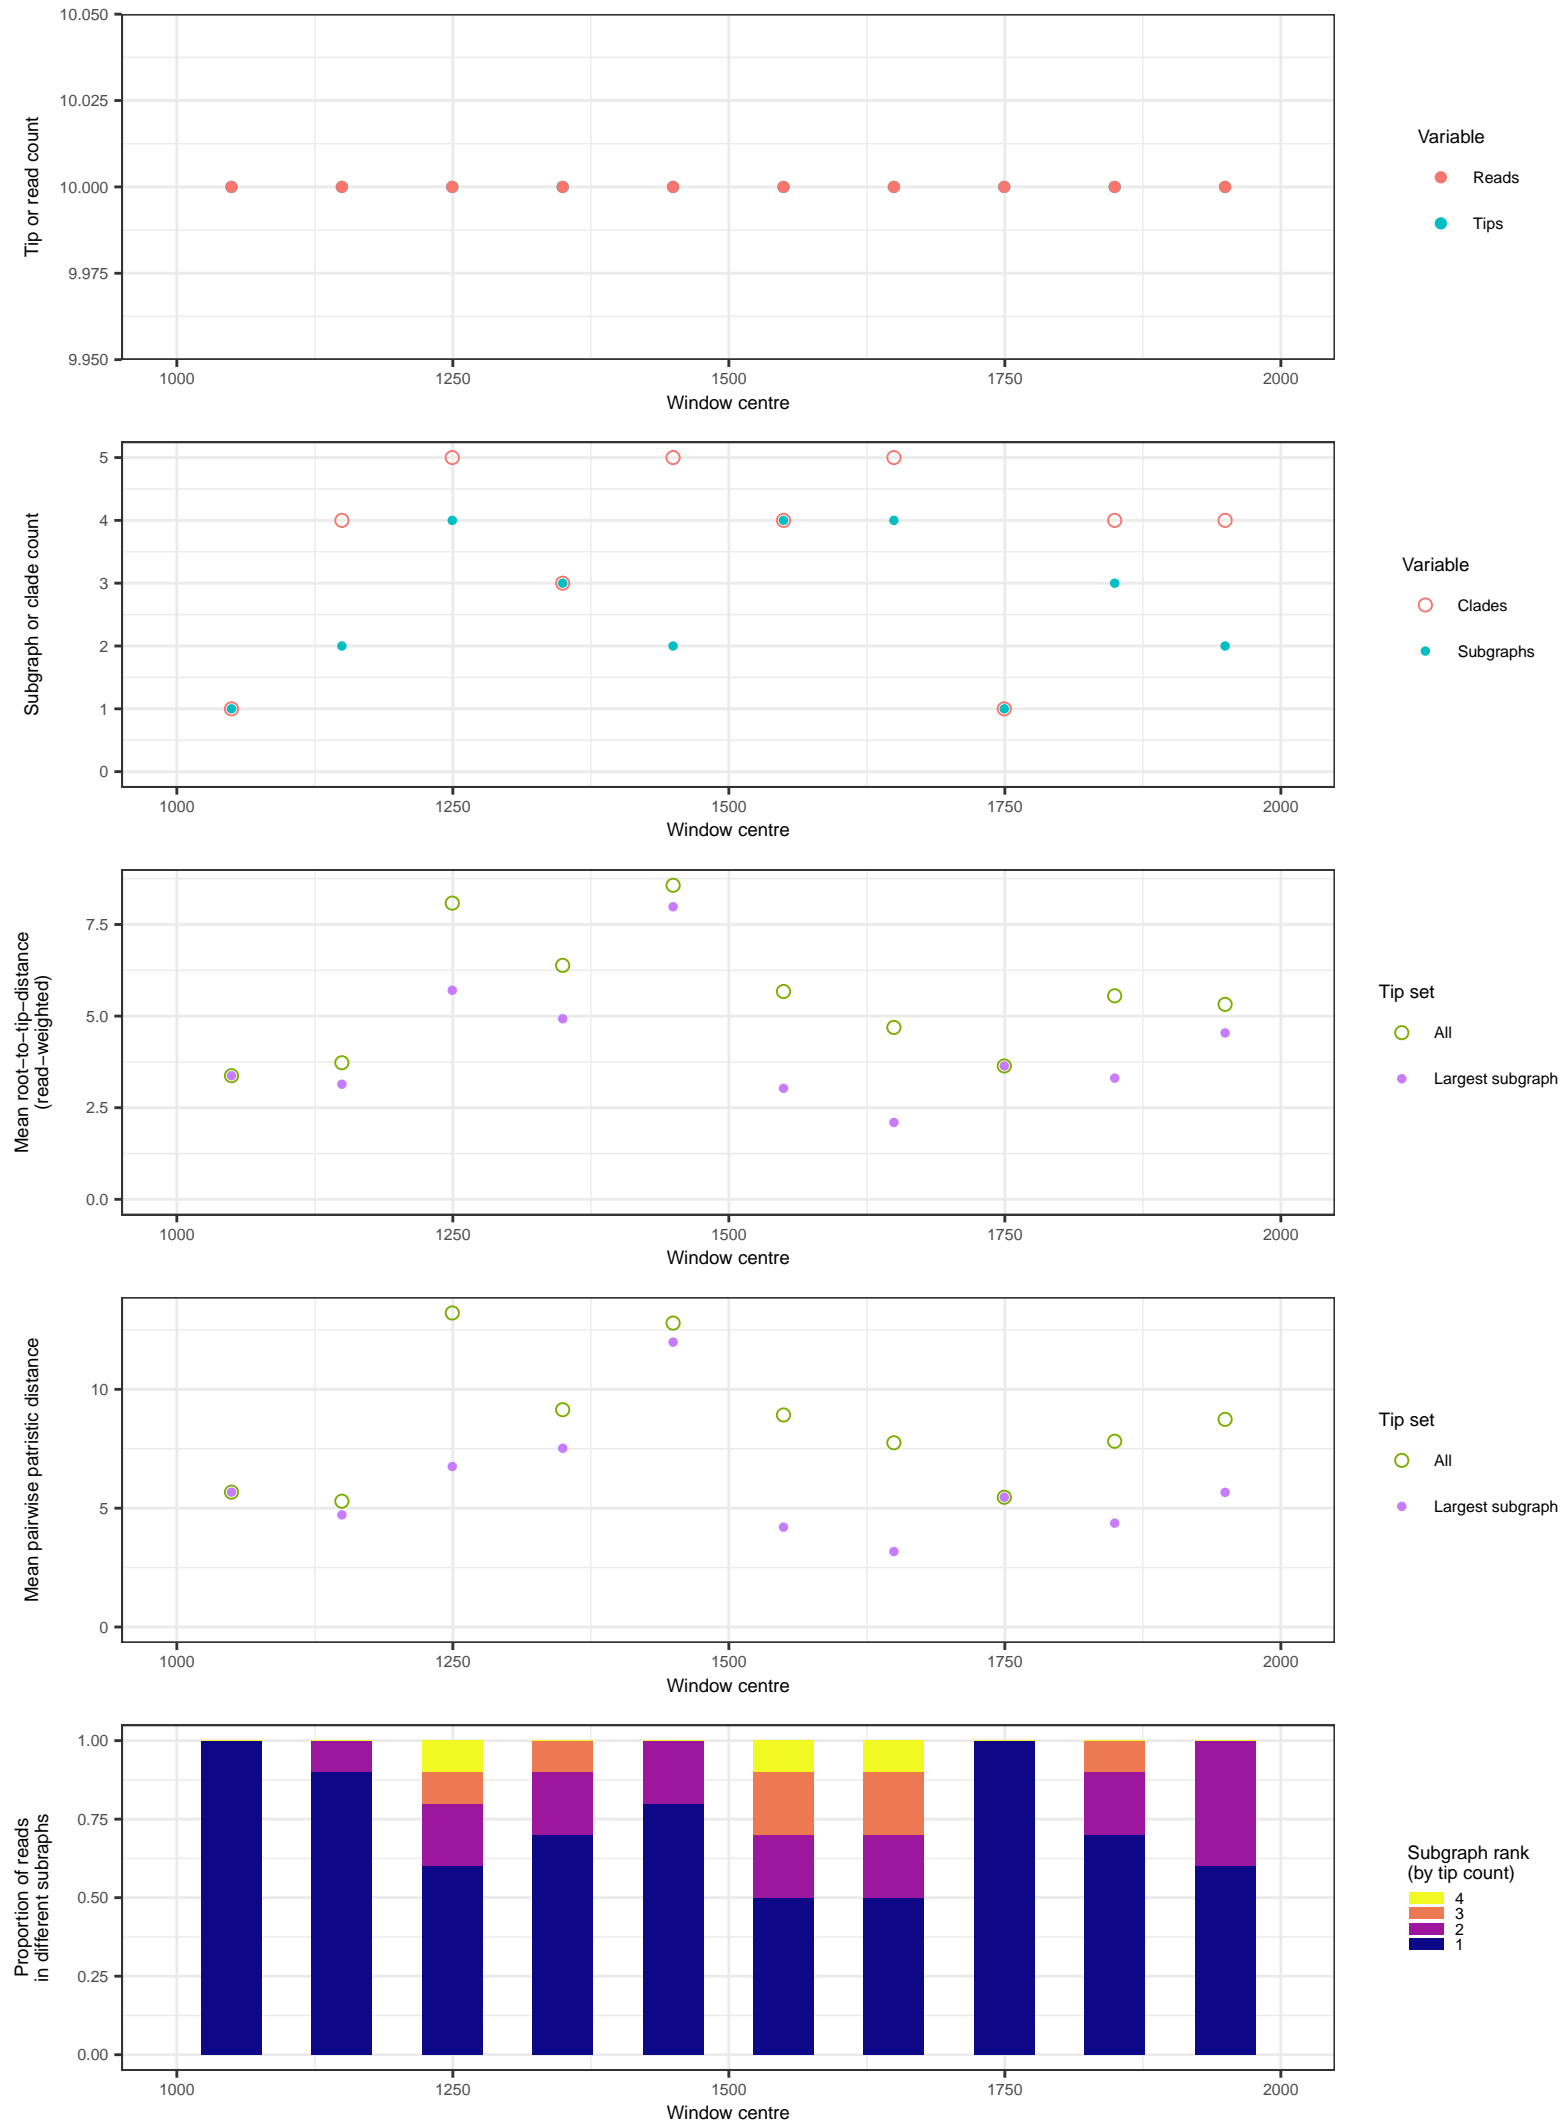 10.050
10.025
10.000
9.975
9.950
Tip or read count
1000 1250 1500 1750 2000
Window centre
Variable
Reads
Tips
5
4
3
2
1
0
Subgraph or clade count
1000 1250 1500 1750 2000
Window centre
Variable
Clades
Subgraphs
7.5
5.0
2.5
0.0
Mean root−to−tip−distance
(read−weighted)
1000 1250 1500 1750 2000
Window centre
Tip set
All
Largest subgraph
10
5
0
Mean pairwise patristic distance
1000 1250 1500 1750 2000
Window centre
Tip set
All
Largest subgraph
1.00
0.75
0.50
0.25
0.00
Proportion of reads
in different subraphs
1000 1250 1500 1750 2000
Window centre
Subgraph rank
(by tip count)
4
3
2
1